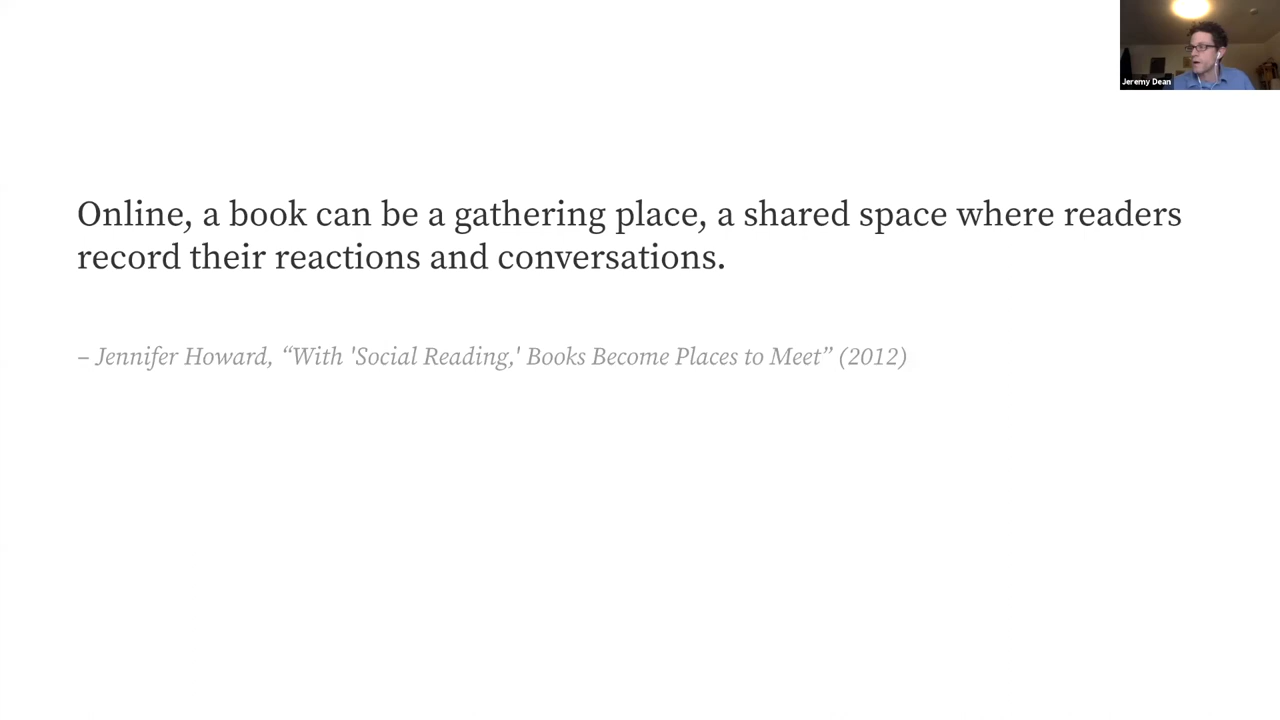 Jeremy Dean
Online, a book can be a gathering place, a shared space where readers
record their reactions and conversations.
– Jennifer Howard, “With 'Social Reading,' Books Become Places to Meet” (2012)